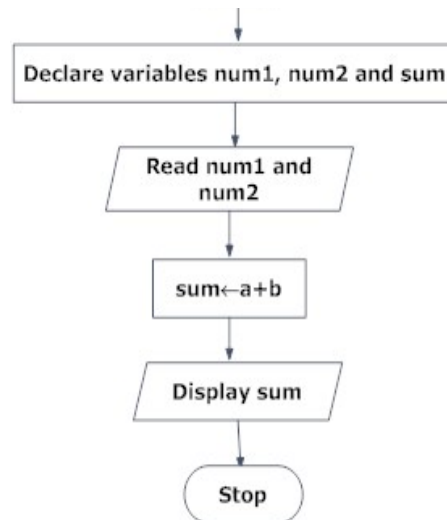 Declare variables num1, num2 and sum
Read num1 and
num2
sum←a+b
Display sum
Stop